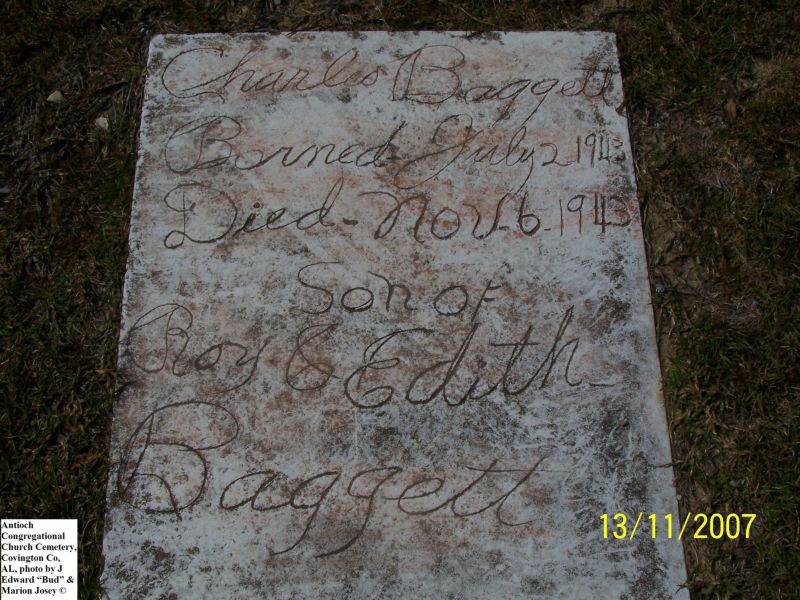 Charles Baggett
Borned- July 2 1943
Died- Nov- 6- 1943
Son of
Roy & Edith
Baggett
13/11/2007
Antioch
Congregational
Church Cemetery,
Covington Co,
AL, photo by J
Edward “Bud” &
Marion Josey ©